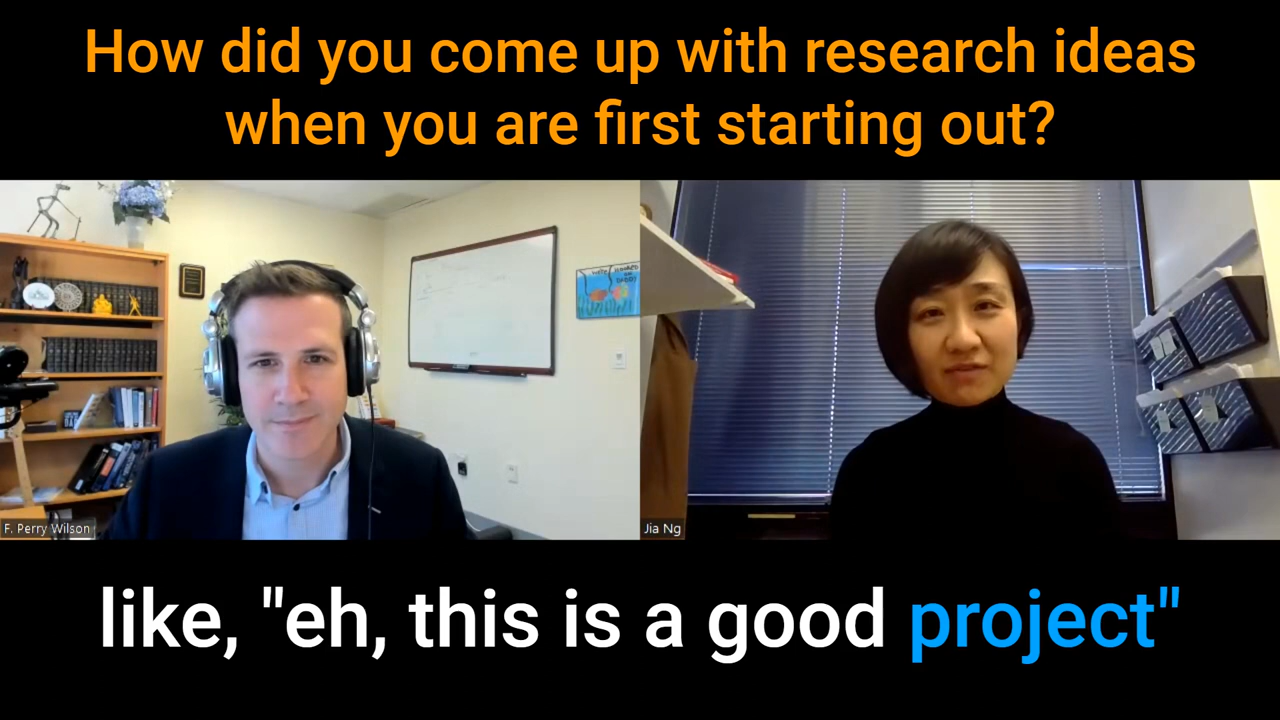 How did you come up with research ideas
when you are first starting out?
F. Perry Wilson
Jia Ng
like, "eh, this is a good project"